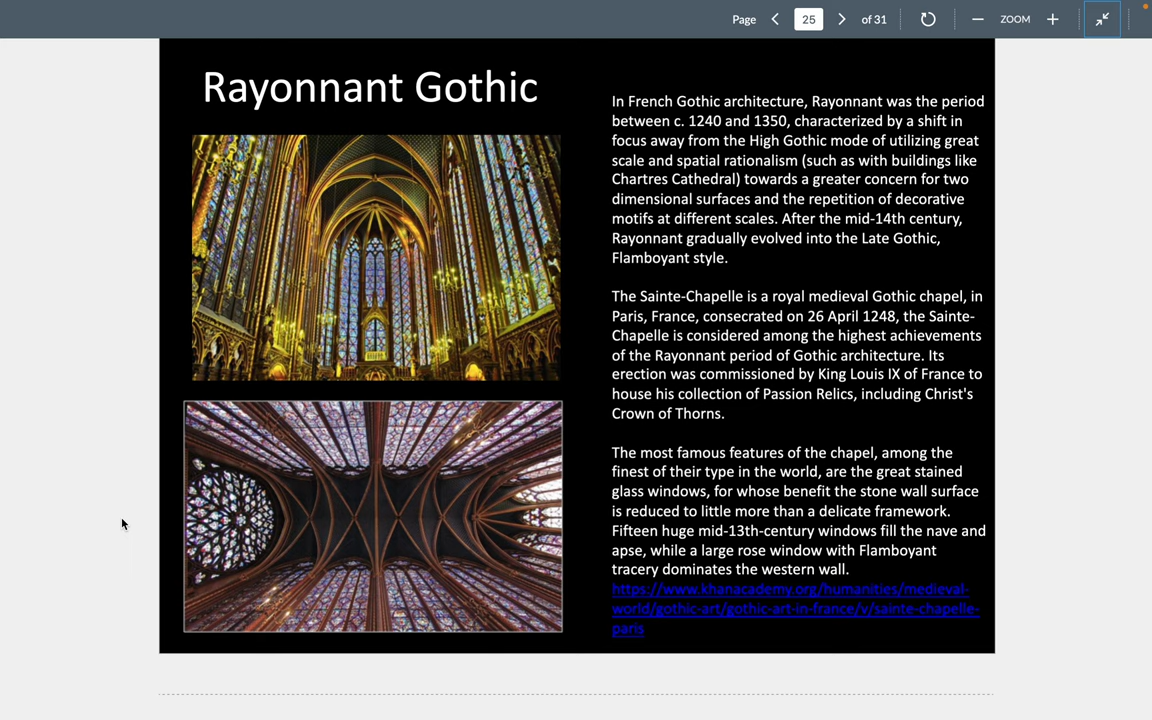 Page 25 of 31 ZOOM
Rayonnant Gothic
In French Gothic architecture, Rayonnant was the period
between c. 1240 and 1350, characterized by a shift in
focus away from the High Gothic mode of utilizing great
scale and spatial rationalism (such as with buildings like
Chartres Cathedral) towards a greater concern for two
dimensional surfaces and the repetition of decorative
motifs at different scales. After the mid-14th century,
Rayonnant gradually evolved into the Late Gothic,
Flamboyant style.
The Sainte-Chapelle is a royal medieval Gothic chapel, in
Paris, France, consecrated on 26 April 1248, the Sainte-
Chapelle is considered among the highest achievements
of the Rayonnant period of Gothic architecture. Its
erection was commissioned by King Louis IX of France to
house his collection of Passion Relics, including Christ's
Crown of Thorns.
The most famous features of the chapel, among the
finest of their type in the world, are the great stained
glass windows, for whose benefit the stone wall surface
is reduced to little more than a delicate framework.
Fifteen huge mid-13th-century windows fill the nave and
apse, while a large rose window with Flamboyant
tracery dominates the western wall.
https://www.khanacademy.org/humanities/medieval-
world/gothic-art/gothic-art-in-france/v/sainte-chapelle-
paris